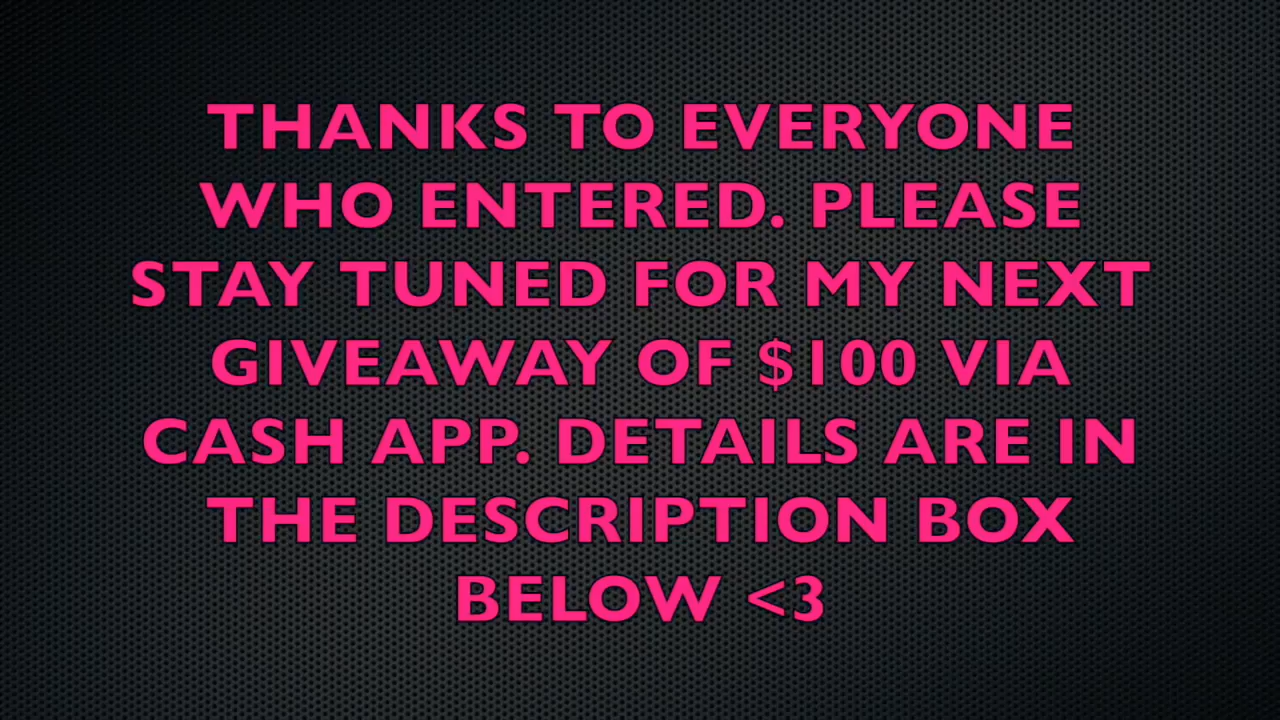 THANKS TO EVERYONE
WHO ENTERED. PLEASE
STAY TUNED FOR MY NEXT
GIVEAWAY OF $100 VIA
CASH APP. DETAILS ARE IN
THE DESCRIPTION BOX
BELOW <3